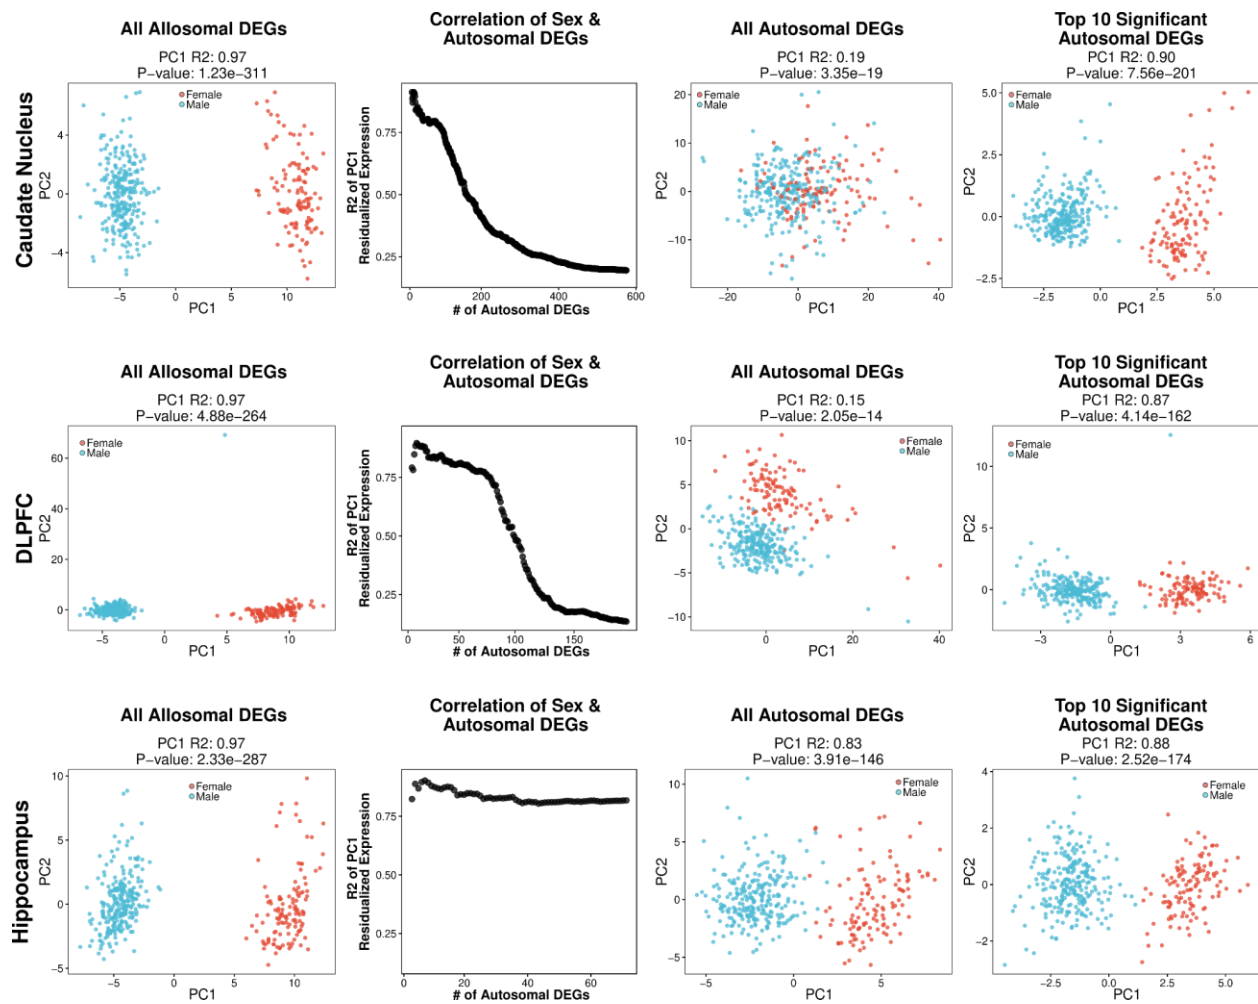 All Allosomal DEGs
PC1 R2: 0.97
P−value: 1.23e−311
Female
Male
4
0
−4
PC2
−5
0
5
10
PC1
Caudate Nucleus
Correlation of Sex &
Autosomal DEGs
0.75
0.50
0.25
R2 of PC1
Residualized Expression
0
200
400
600
# of Autosomal DEGs
All Autosomal DEGs
PC1 R2: 0.19
P−value: 3.35e−19
Female
Male
20
10
0
−10
PC2
−20
0
20
40
PC1
Top 10 Significant
Autosomal DEGs
PC1 R2: 0.90
P−value: 7.56e−201
Female
Male
5.0
2.5
0.0
−2.5
PC2
−2.5
0.0
2.5
5.0
PC1
All Allosomal DEGs
PC1 R2: 0.97
P−value: 4.88e−264
Female
Male
60
40
20
0
PC2
−5
0
5
10
PC1
DLPFC
Correlation of Sex &
Autosomal DEGs
0.75
0.50
0.25
R2 of PC1
Residualized Expression
0
50
100
150
# of Autosomal DEGs
All Autosomal DEGs
PC1 R2: 0.15
P−value: 2.05e−14
Female
Male
10
5
0
−5
−10
PC2
0
20
40
PC1
Top 10 Significant
Autosomal DEGs
PC1 R2: 0.87
P−value: 4.14e−162
Female
Male
10
5
0
PC2
−3
0
3
6
PC1
All Allosomal DEGs
PC1 R2: 0.97
P−value: 2.33e−287
Female
Male
10
5
0
−5
PC2
−5
0
5
10
PC1
Hippocampus
Correlation of Sex &
Autosomal DEGs
0.75
0.50
0.25
R2 of PC1
Residualized Expression
0
20
40
60
# of Autosomal DEGs
All Autosomal DEGs
PC1 R2: 0.83
P−value: 3.91e−146
Female
Male
10
5
0
−5
PC2
−5
0
5
PC1
Top 10 Significant
Autosomal DEGs
PC1 R2: 0.88
P−value: 2.52e−174
Female
Male
4
2
0
−2
PC2
−2.5
0.0
2.5
5.0
PC1